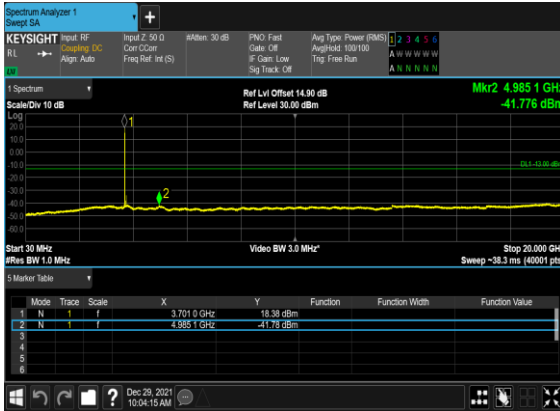 Spectrum Analyzer 1
Swept SA
+
KEYSIGHT Input: RF Input Z: 50 Ω #Atten: 30 dB PNO: Fast Avg Type: Power (RMS) 1 2 3 4 5 6
RL Coupling: DC Corr CCorr Gate: Off Avg|Hold: 100/100 A W W W W W
Align: Auto Freq Ref: Int (S) IF Gain: Low Trig: Free Run
Sig Track: Off A N N N N N
1 Spectrum Ref Lvl Offset 14.90 dB Mkr2 4.985 1 GHz
Scale/Div 10 dB Ref Level 30.00 dBm -41.776 dBm
Log
1
20.0
10.0
0.00
-10.0
DL1 -13.00 dBm
-20.0
-30.0
2
-40.0
-50.0
-60.0
Start 30 MHz Video BW 3.0 MHz* Stop 20.000 GHz
#Res BW 1.0 MHz Sweep ~38.3 ms (40001 pts)
5 Marker Table
Mode Trace Scale X Y Function Function Width Function Value
1 N 1 f 3.701 0 GHz 18.38 dBm
2 N 1 f 4.985 1 GHz -41.78 dBm
3
4
5
6
? Dec 29, 2021
10:04:15 AM